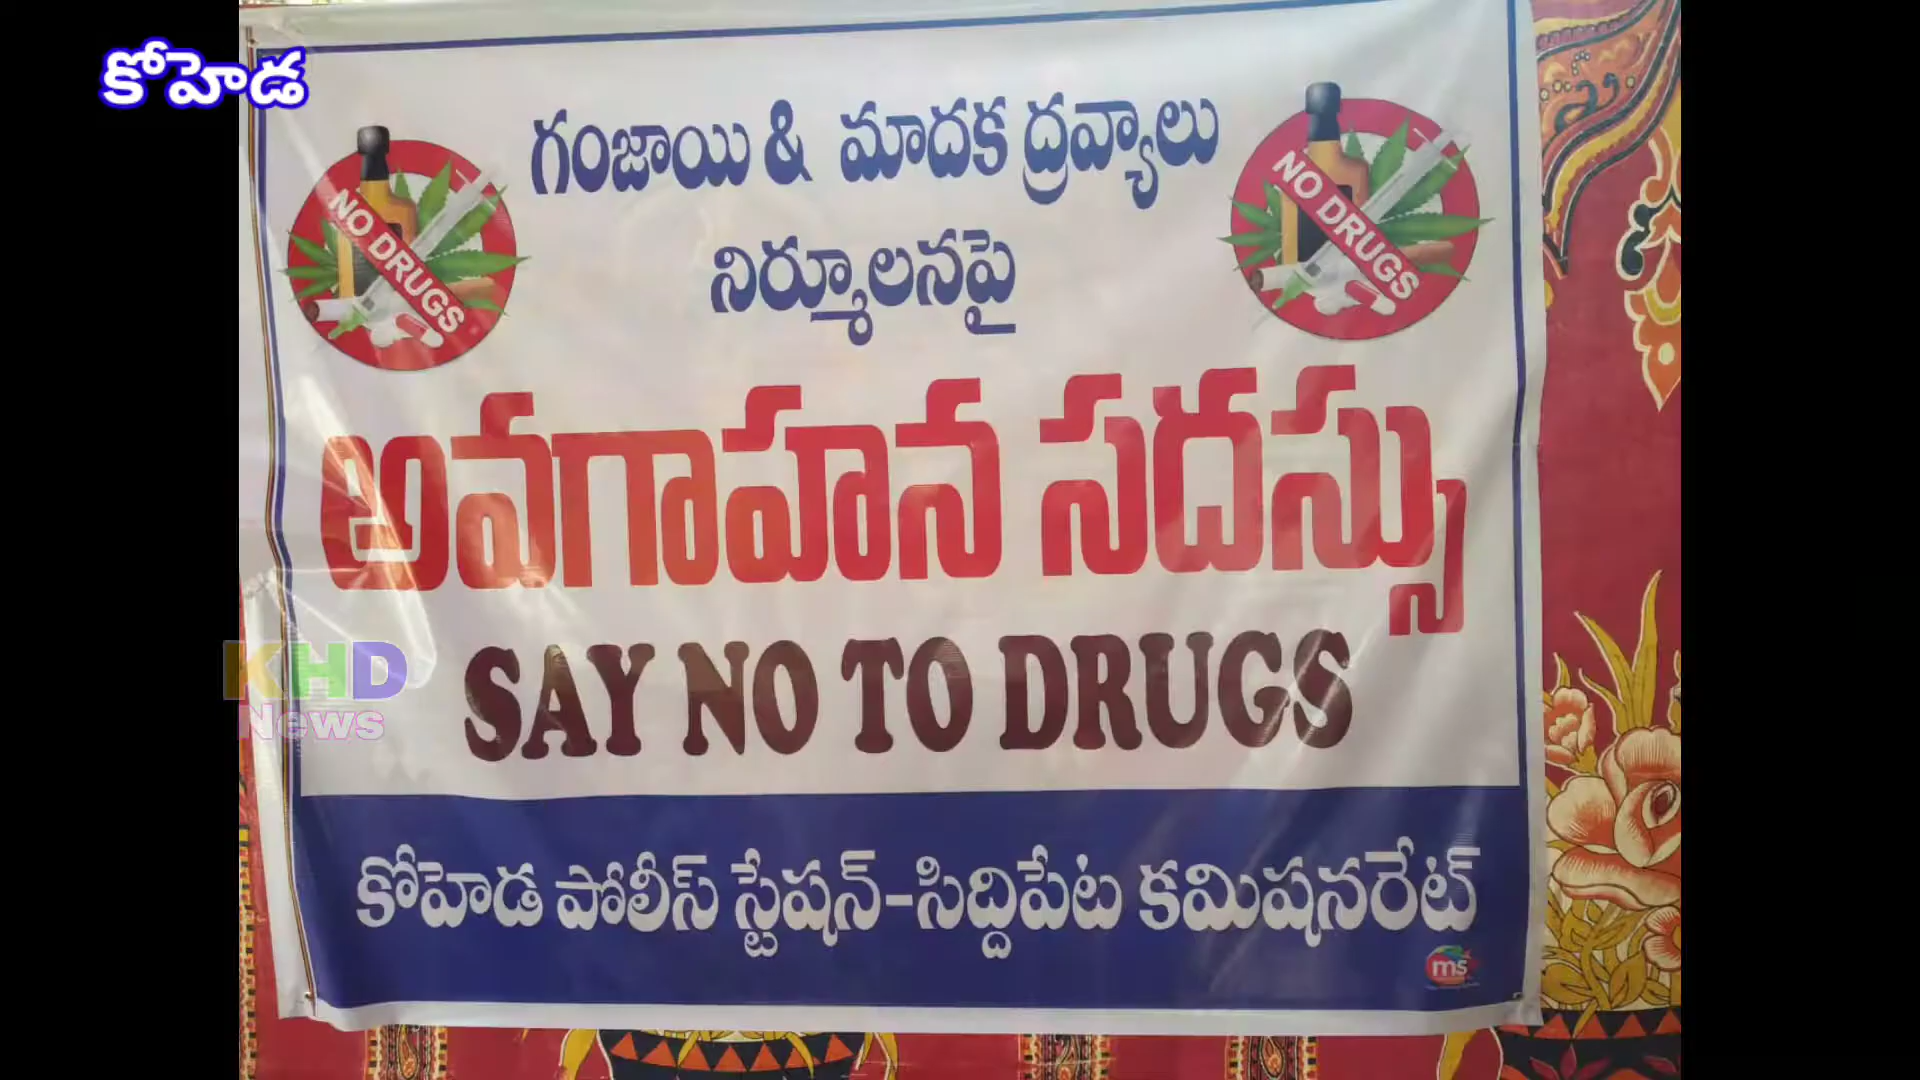 కోహెడ
గంజాయి & మాదక ద్రవ్యాలు
నిర్మూలనపై
NO DRUGS
NO DRUGS
అవగాహన సదస్సు
SAY NO TO DRUGS
KHD
News
కోహెడ పోలీస్ స్టేషన్-సిద్దిపేట కమిషనరేట్
ms